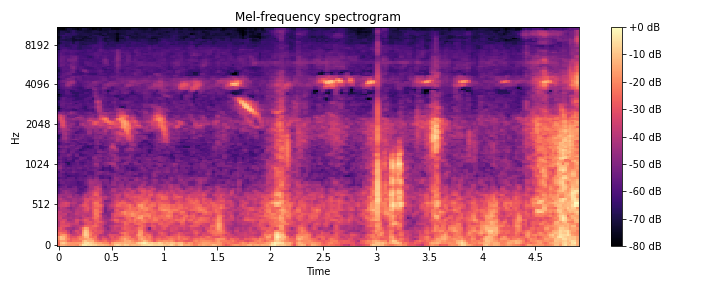 Mel-frequency spectrogram
Hz
8192
4096
2048
1024
512
0
0
0.5
1
1.5
2
2.5
3
3.5
4
4.5
Time
+0 dB
-10 dB
-20 dB
-30 dB
-40 dB
-50 dB
-60 dB
-70 dB
-80 dB